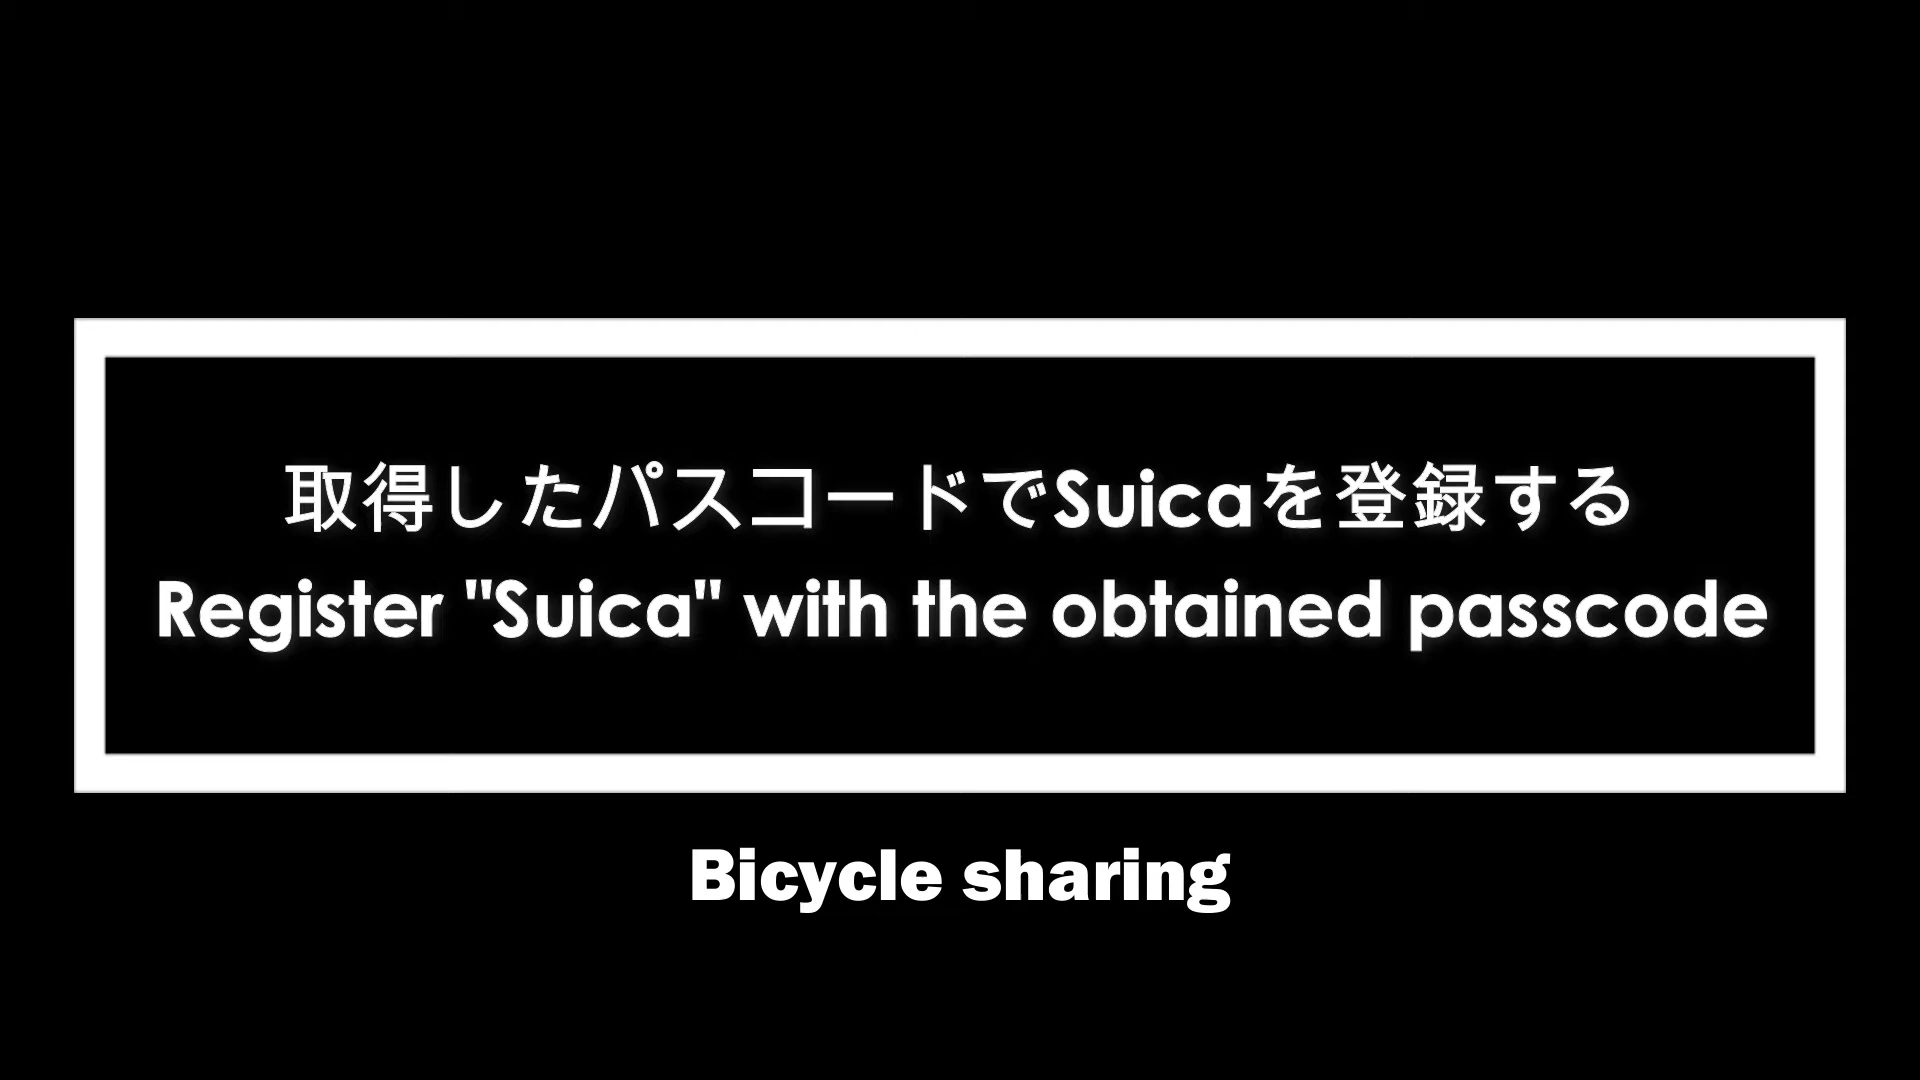 取得したパスコードでSuicaを登録する
Register "Suica" with the obtained passcode
Bicycle sharing